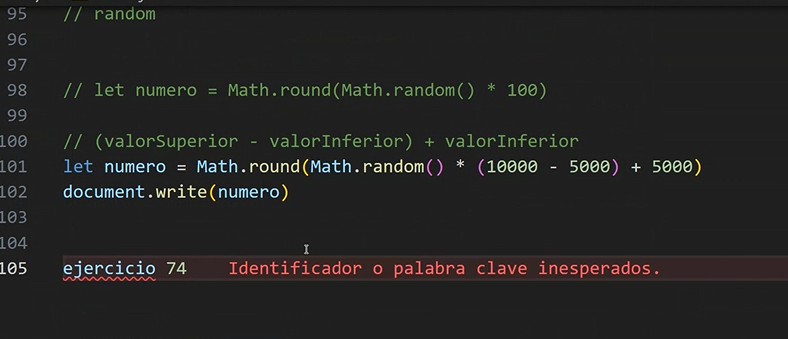 95 // random
96
97
98 // let numero = Math.round(Math.random() * 100)
99
100 // (valorSuperior - valorInferior) + valorInferior
101 let numero = Math.round(Math.random() * (10000 - 5000) + 5000)
102 document.write(numero)
103
104
105 ejercicio 74 Identificador o palabra clave inesperados.